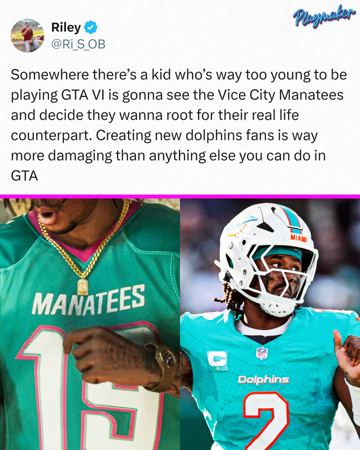 Playmaker
Riley
@Ri_S_OB
Somewhere there's a kid who's way too young to be
playing GTA VI is gonna see the Vice City Manatees
and decide they wanna root for their real life
counterpart. Creating new dolphins fans is way
more damaging than anything else you can do in
GTA
MANATEES
19
MIAMI
C
NFL
Dolphins
2